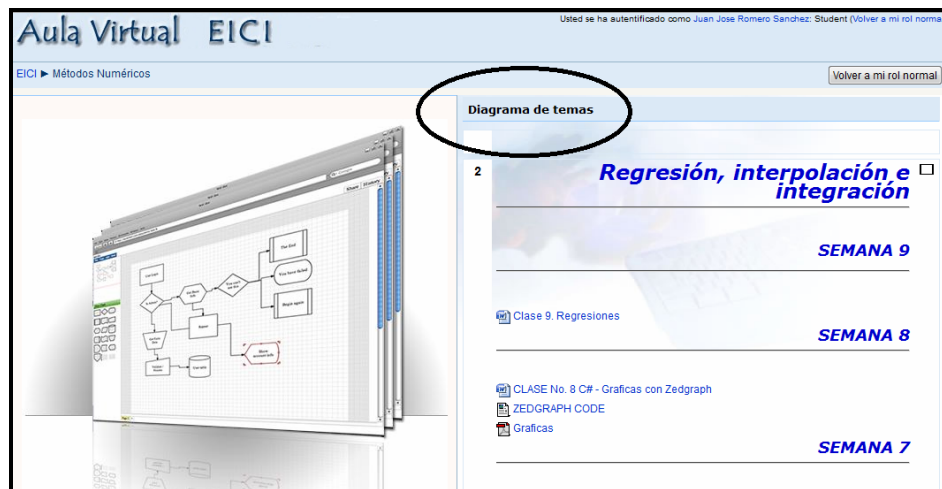 Aula Virtual EICI
Usted se ha autentificado como Juan Jose Romero Sanchez: Student (Volver a mi rol norma
EICI ► Métodos Numéricos
Volver a mi rol normal
Diagrama de temas
2
Regresión, interpolación e
integración
SEMANA 9
Clase 9. Regresiones
SEMANA 8
CLASE No. 8 C# - Graficas con Zedgraph
ZEDGRAPH CODE
Graficas
SEMANA 7